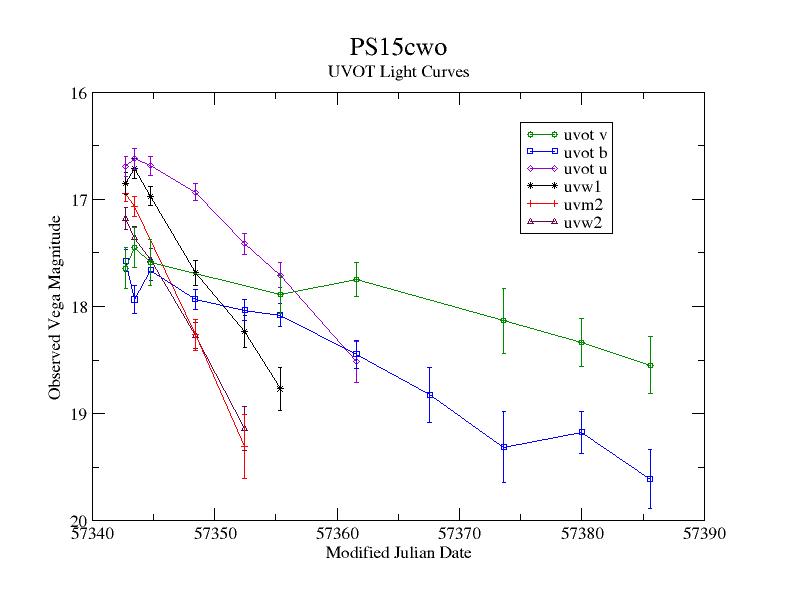 PS15cwo
UVOT Light Curves
16
17
18
19
20
Observed Vega Magnitude
uvot v
uvot b
uvot u
uvw1
uvm2
uvw2
57340 57350 57360 57370 57380 57390
Modified Julian Date